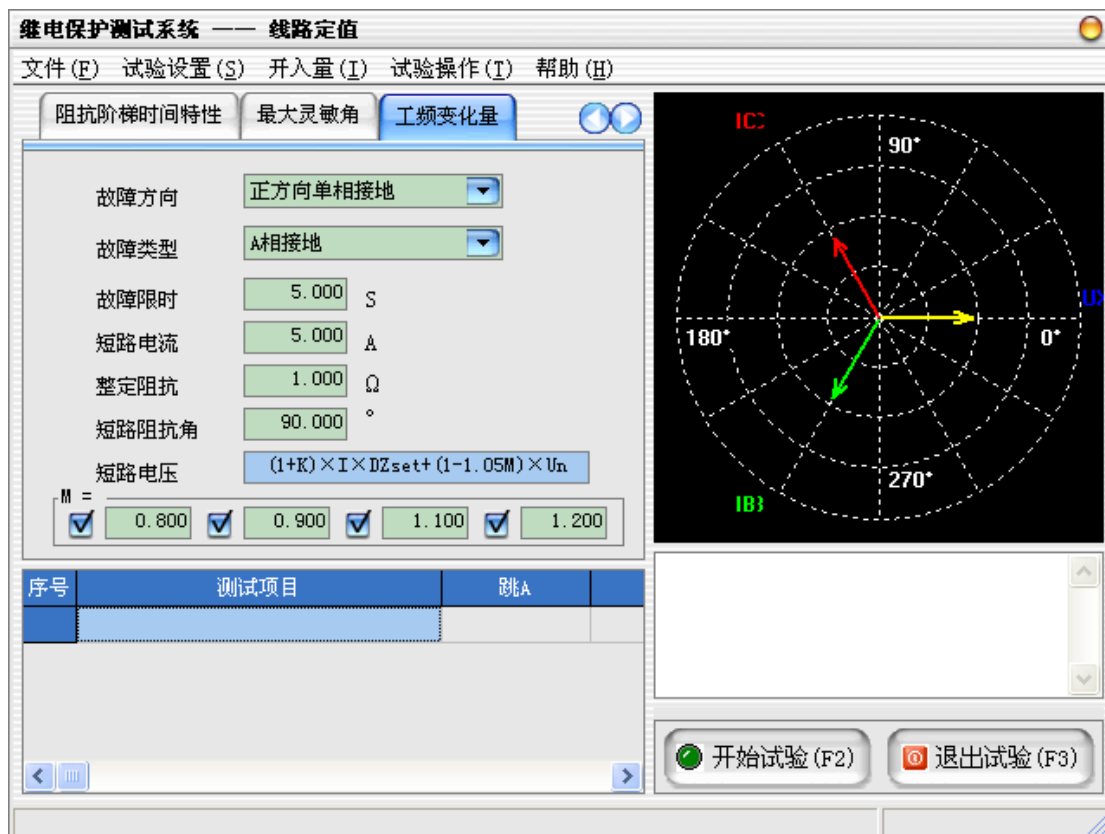 继电保护测试系统 —— 线路定值
文件(F) 试验设置(S) 开入量(I) 试验操作(T) 帮助(H)
阻抗阶梯时间特性 最大灵敏角 工频变化量
故障方向 正方向单相接地
故障类型 A相接地
故障限时 5.000 S
短路电流 5.000 A
整定阻抗 1.000 Ω
短路阻抗角 90.000 °
短路电压 (1+K)×I×DZset+(1-1.05M)×Un
M =
0.800 0.900 1.100 1.200
序号 测试项目 跳A
90°
180°
0°
270°
开始试验(F2) 退出试验(F3)